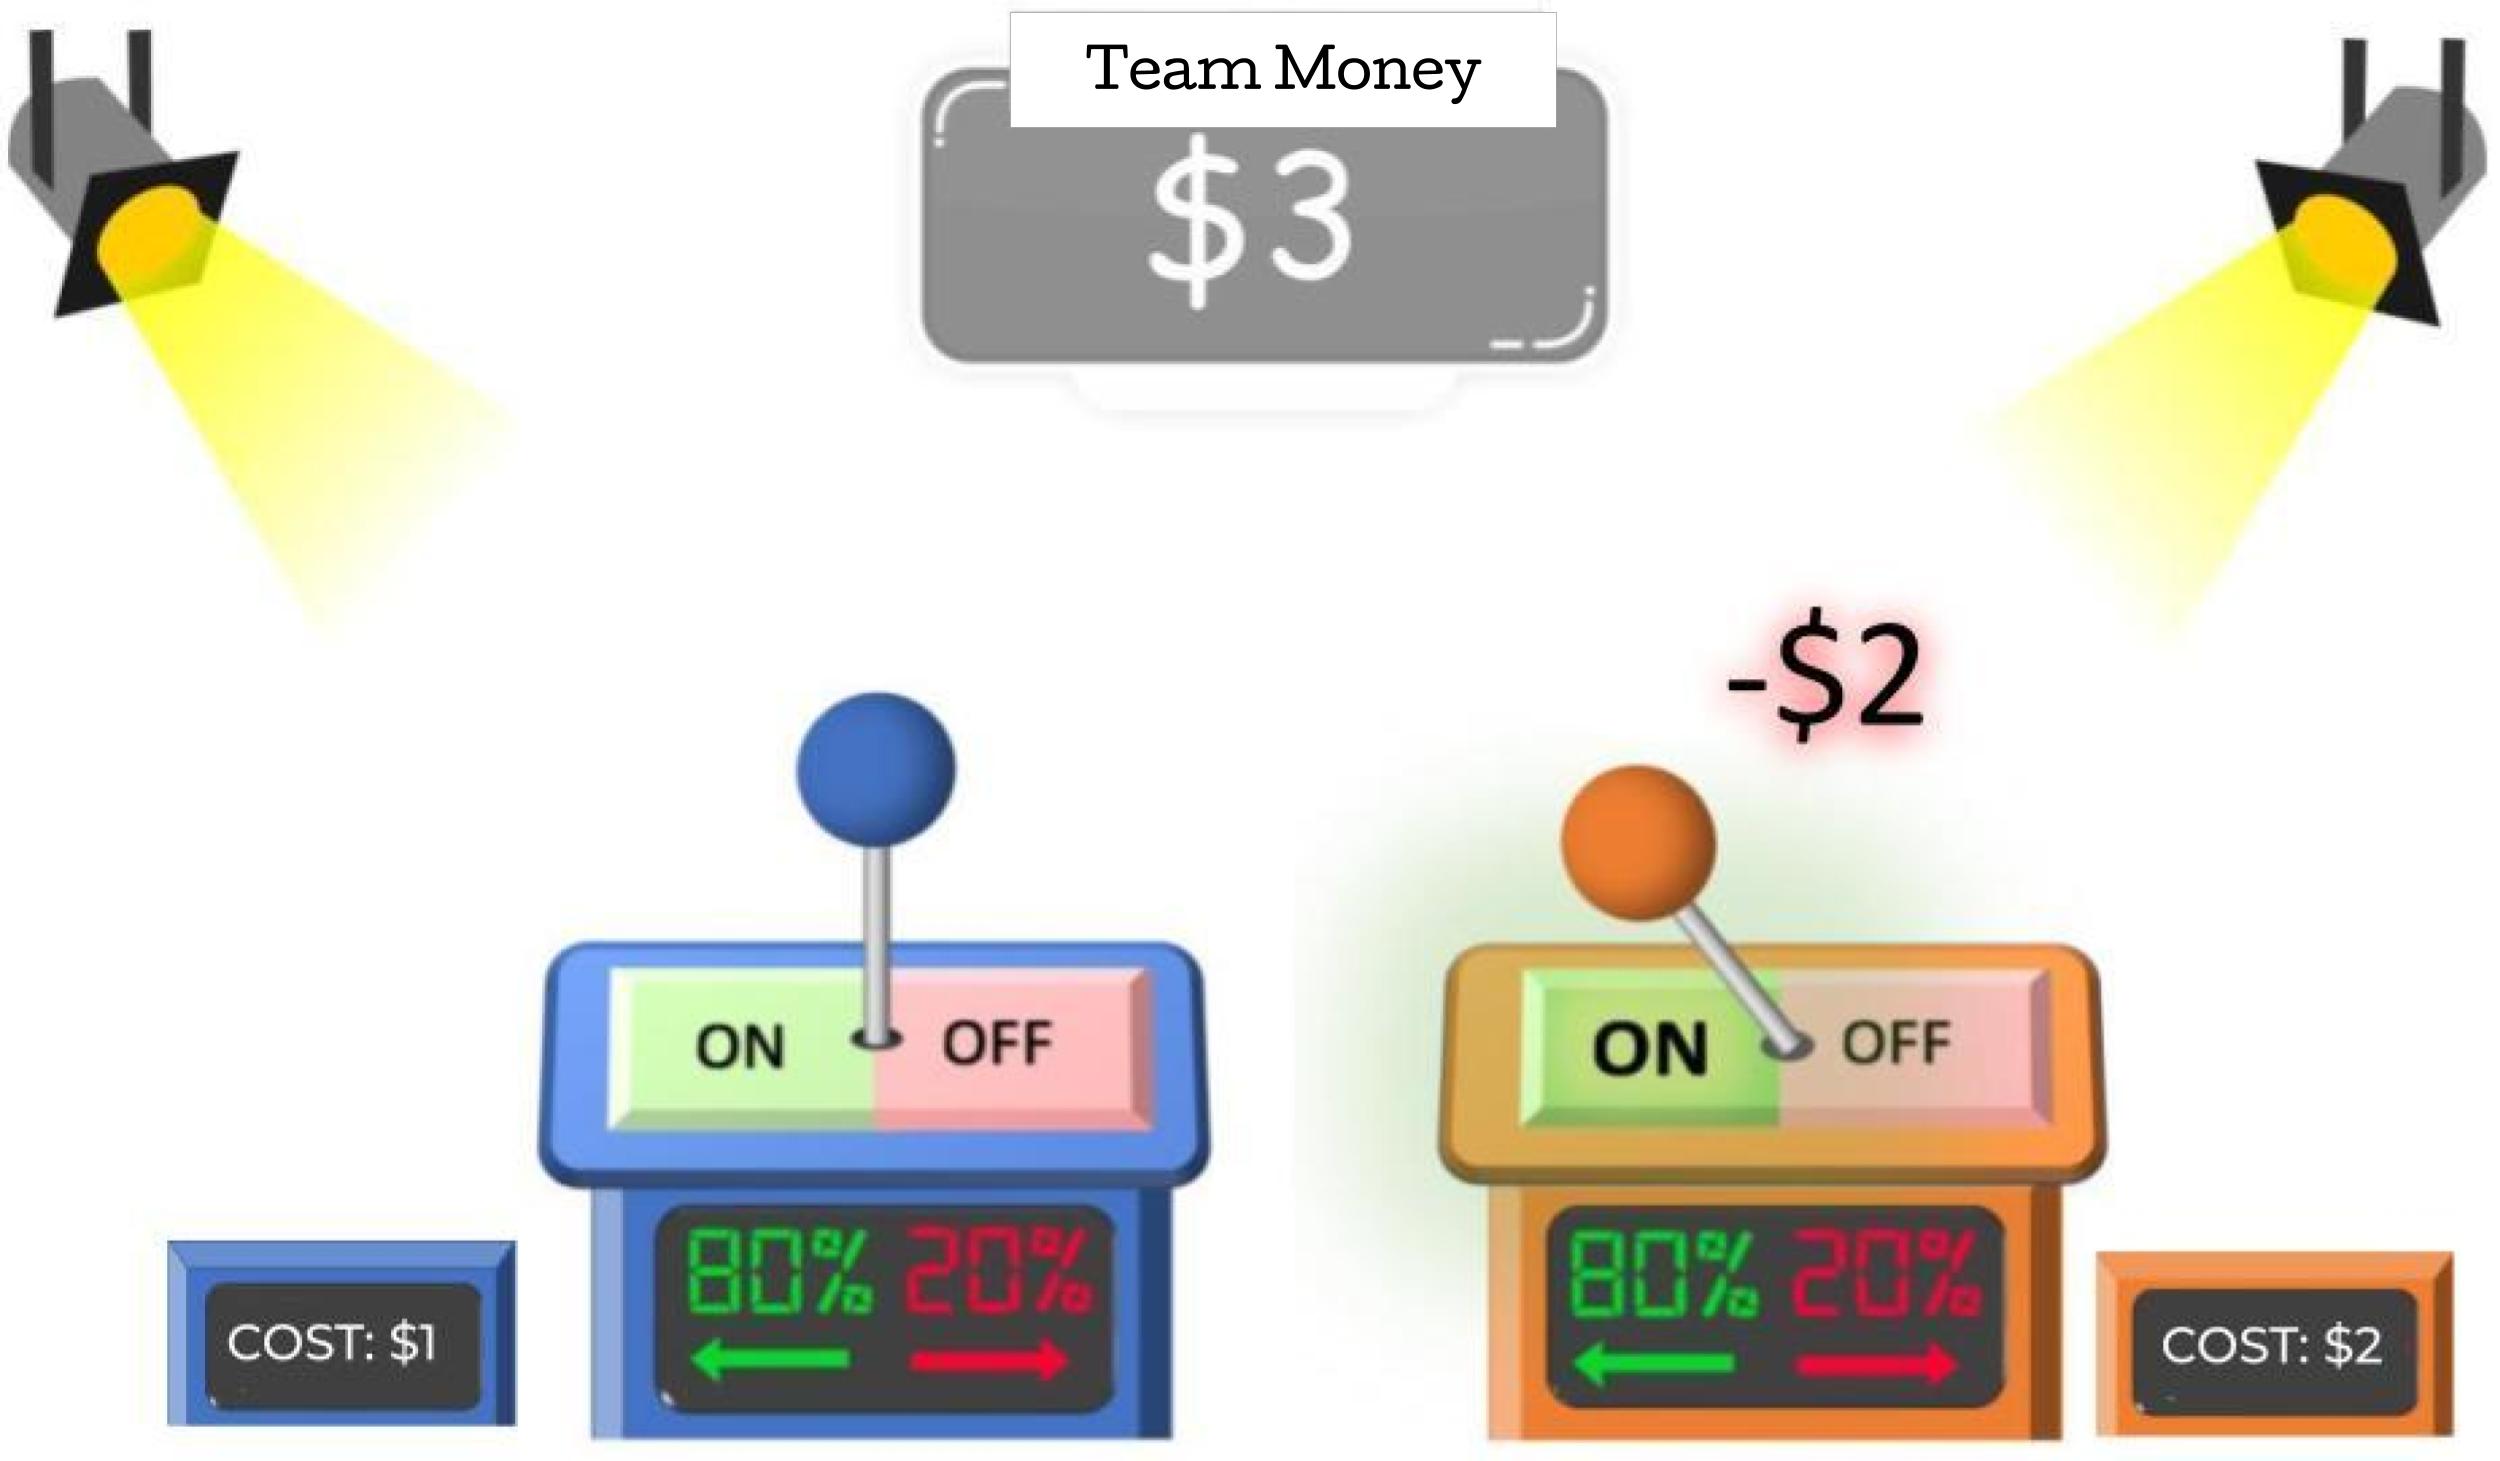 Team Money
$3
-$2
ON OFF
ON OFF
80% 20%
80% 20%
COST: $1
COST: $2